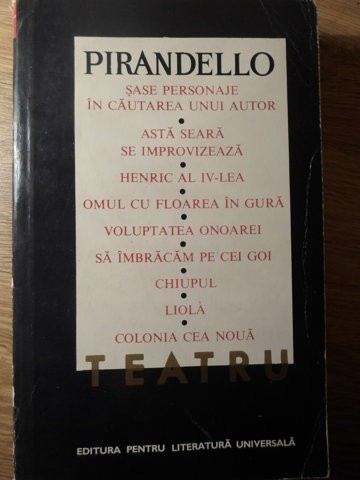 PIRANDELLO
ȘASE PERSONAJE
ÎN CĂUTAREA UNUI AUTOR
•
ASTĂ SEARĂ
SE IMPROVIZEAZĂ
•
HENRIC AL IV-LEA
•
OMUL CU FLOAREA ÎN GURĂ
•
VOLUPTATEA ONOAREI
•
SĂ ÎMBRĂCĂM PE CEI GOI
•
CHIUPUL
•
LIOLÀ
•
COLONIA CEA NOUĂ
TEATRU
EDITURA PENTRU LITERATURĂ UNIVERSALĂ